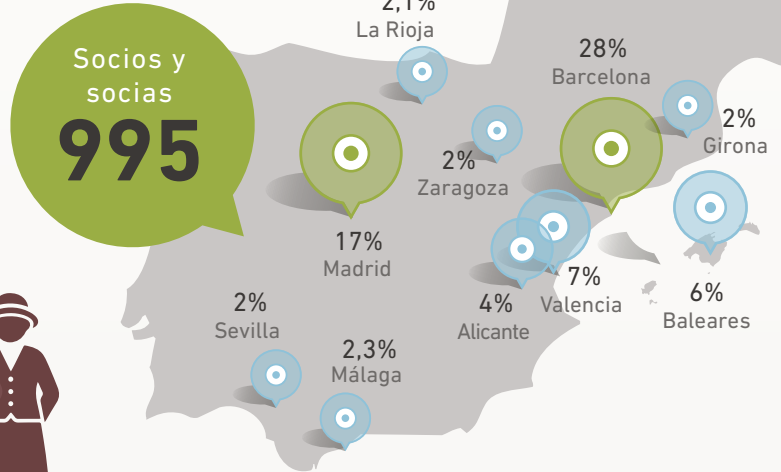 2,1%
La Rioja
Socios y
socias
995
28%
Barcelona
2%
Girona
2%
Zaragoza
17%
Madrid
7%
Valencia
4%
Alicante
6%
Baleares
2%
Sevilla
2,3%
Málaga